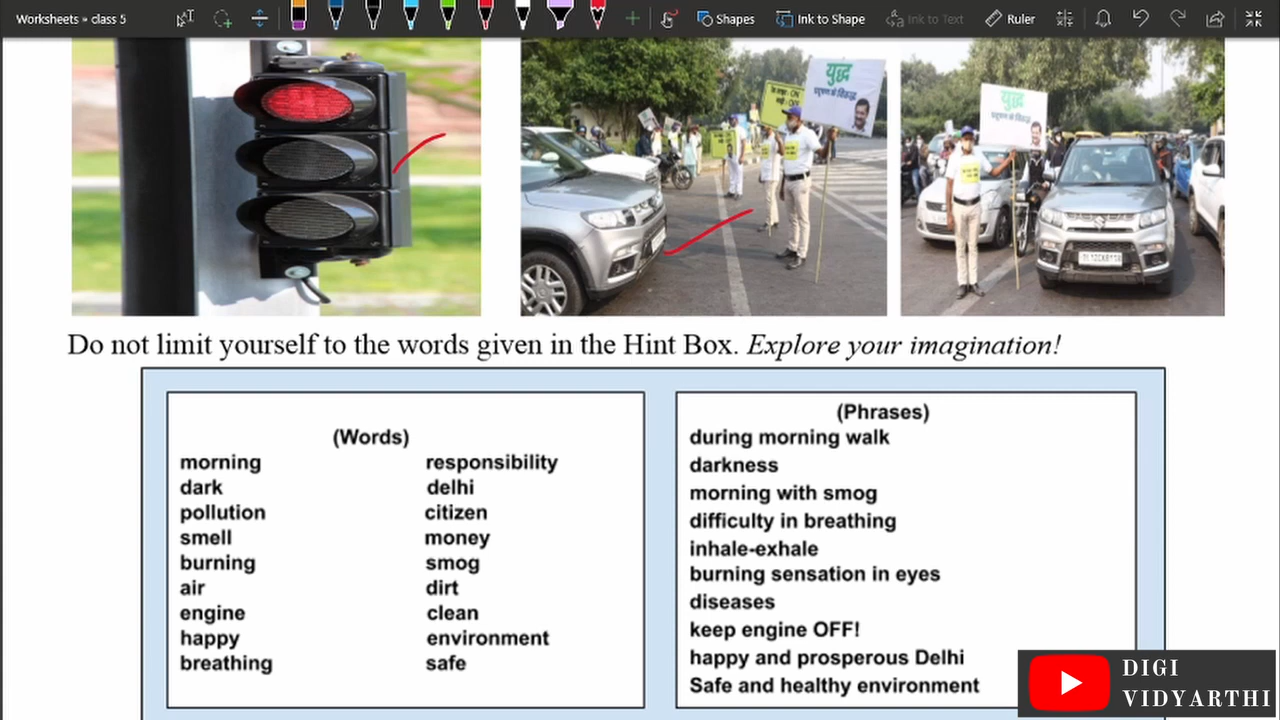 Worksheets » class 5
Shapes
Ink to Shape
Ink to Text
Ruler
युद्ध
प्रदूषण के विरुद्ध
युद्ध
प्रदूषण के विरुद्ध
Do not limit yourself to the words given in the Hint Box. Explore your imagination!
(Words)
morning responsibility
dark delhi
pollution citizen
smell money
burning smog
air dirt
engine clean
happy environment
breathing safe
(Phrases)
during morning walk
darkness
morning with smog
difficulty in breathing
inhale-exhale
burning sensation in eyes
diseases
keep engine OFF!
happy and prosperous Delhi
Safe and healthy environment
DIGI
VIDYARTHI